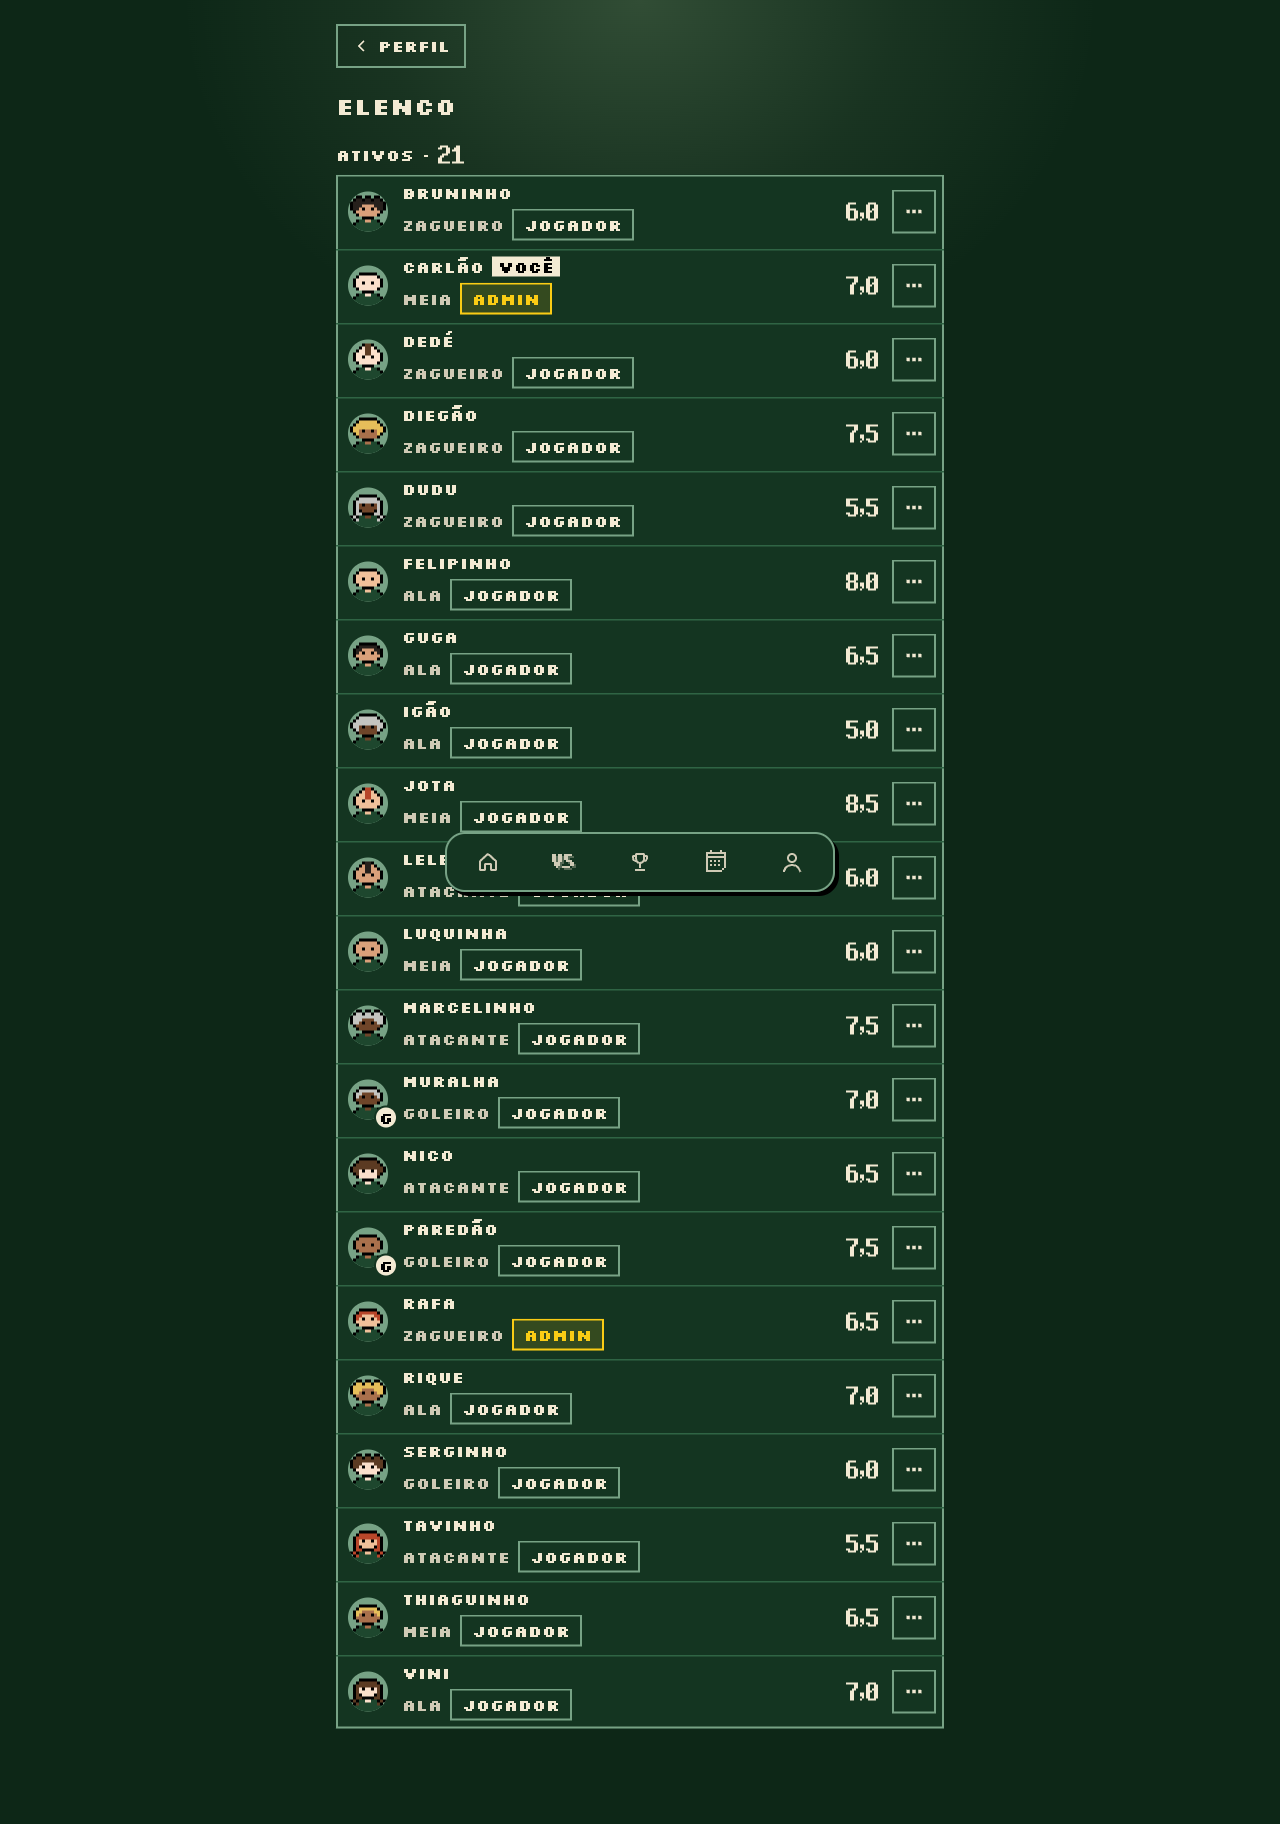 PERFIL
ELENCO
ATIVOS · 21
BRUNINHO
ZAGUEIRO JOGADOR 6,0 ...
CARLÃO VOCÊ
MEIA ADMIN 7,0 ...
DEDÉ
ZAGUEIRO JOGADOR 6,0 ...
DIEGÃO
ZAGUEIRO JOGADOR 7,5 ...
DUDU
ZAGUEIRO JOGADOR 5,5 ...
FELIPINHO
ALA JOGADOR 8,0 ...
GUGA
ALA JOGADOR 6,5 ...
IGÃO
ALA JOGADOR 5,0 ...
JOTA
MEIA JOGADOR 8,5 ...
VS
6,0 ...
LUQUINHA
MEIA JOGADOR 6,0 ...
MARCELINHO
ATACANTE JOGADOR 7,5 ...
MURALHA
G GOLEIRO JOGADOR 7,0 ...
NICO
ATACANTE JOGADOR 6,5 ...
PAREDÃO
G GOLEIRO JOGADOR 7,5 ...
RAFA
ZAGUEIRO ADMIN 6,5 ...
RIQUE
ALA JOGADOR 7,0 ...
SERGINHO
GOLEIRO JOGADOR 6,0 ...
TAVINHO
ATACANTE JOGADOR 5,5 ...
THIAGUINHO
MEIA JOGADOR 6,5 ...
VINI
ALA JOGADOR 7,0 ...